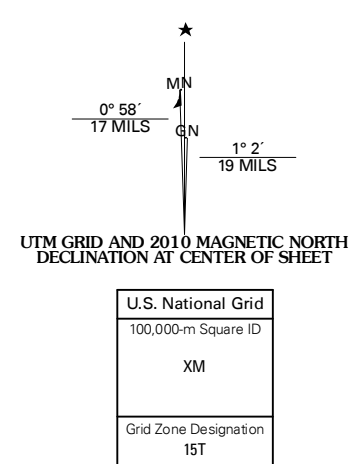 ★
MN
0° 58´
17 MILS
GN
1° 2´
19 MILS
UTM GRID AND 2010 MAGNETIC NORTH
DECLINATION AT CENTER OF SHEET
U.S. National Grid
100,000-m Square ID
XM
Grid Zone Designation
15T